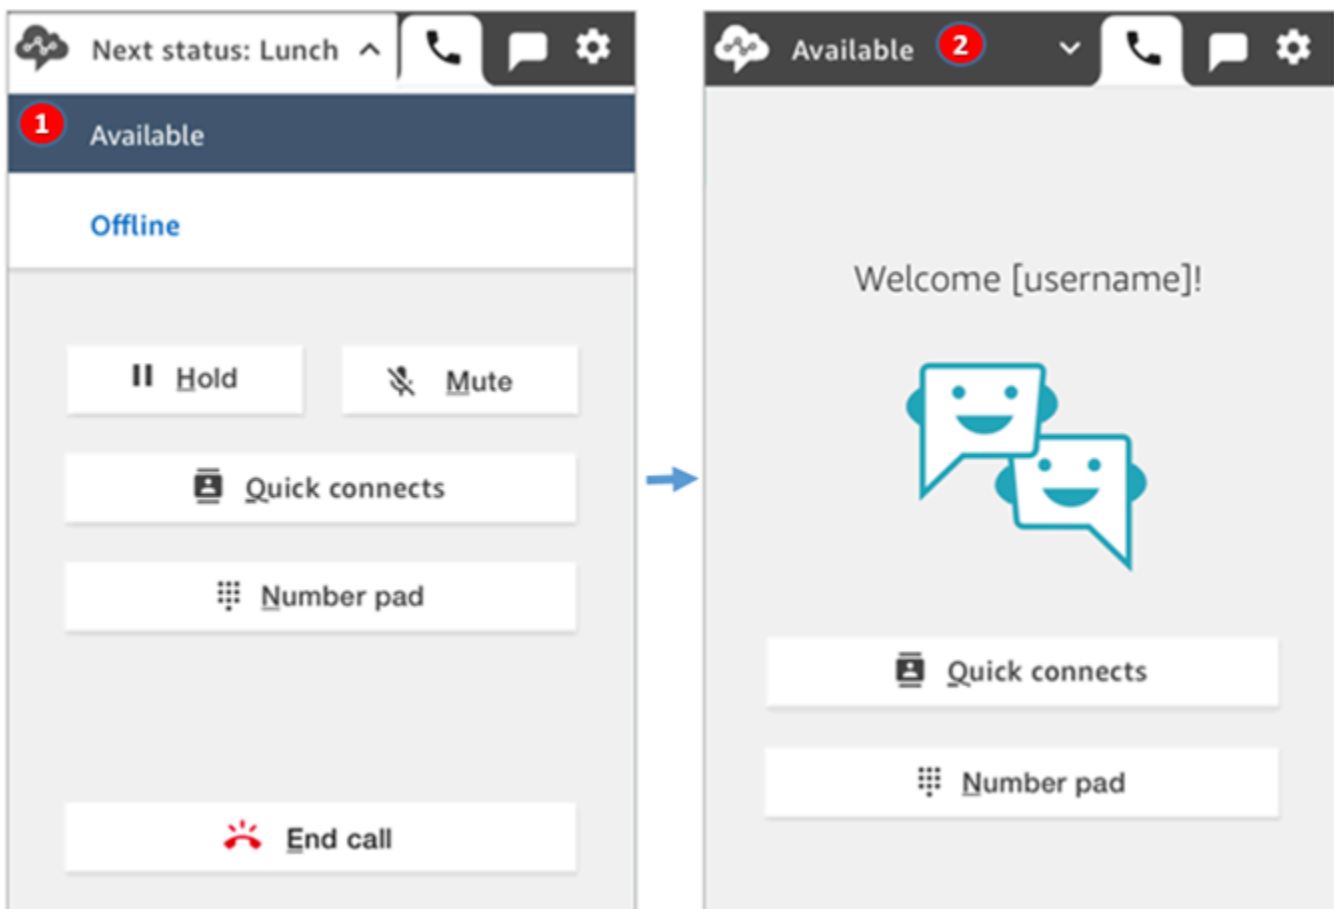 Next status: Lunch
1
Available
Offline
Hold
Mute
Quick connects
Number pad
End call
Available 2
Welcome [username]!
Quick connects
Number pad